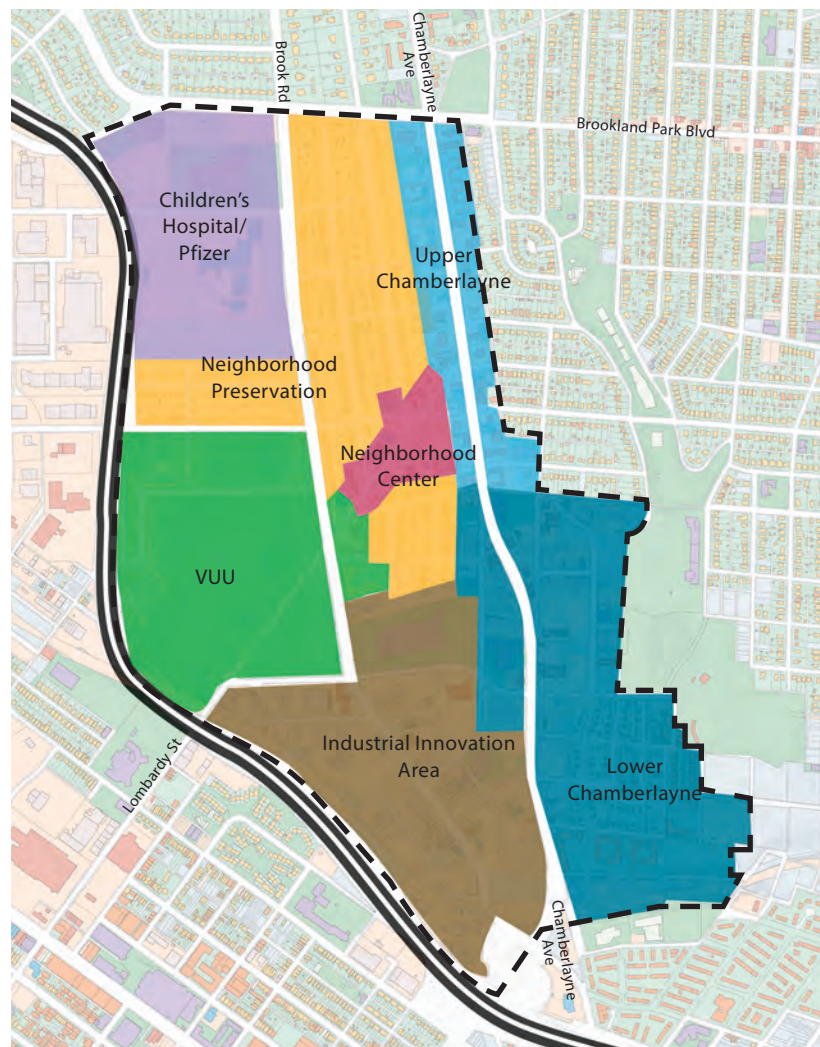 Brook Rd
Chamberlayne
Ave
Brookland Park Blvd
Children's
Hospital/
Pfizer
Upper
Chamberlayne
Neighborhood
Preservation
Neighborhood
Center
VUU
Industrial Innovation
Area
Lower
Chamberlayne
Lombardy St
Chamberlayne
Ave